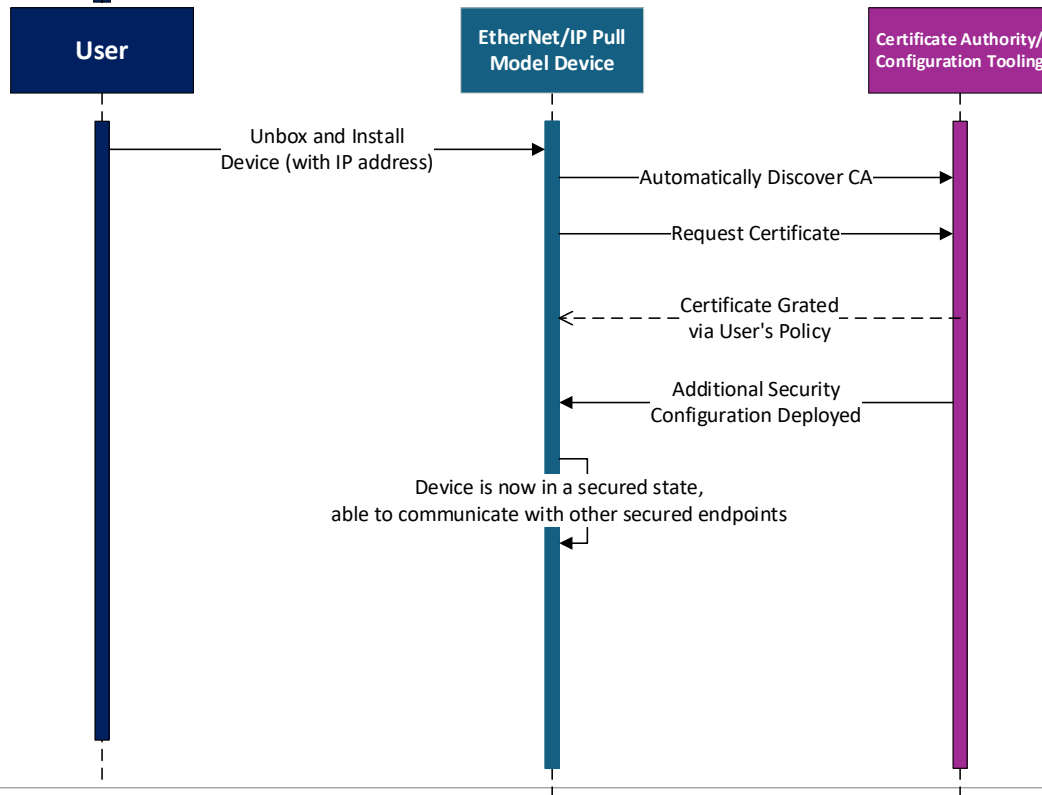 User
EtherNet/IP Pull
Model Device
Certificate Authority/
Configuration Tooling
Unbox and Install
Device (with IP address)
Automatically Discover CA
Request Certificate
Certificate Grated
via User's Policy
Additional Security
Configuration Deployed
Device is now in a secured state,
able to communicate with other secured endpoints